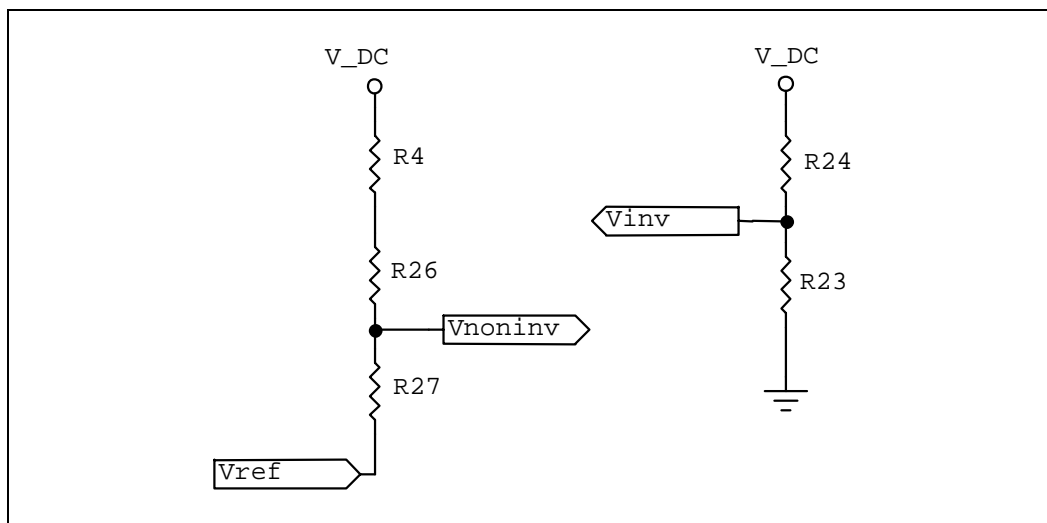 V_DC
R4
R26
Vnoninv
R27
Vref
V_DC
R24
Vinv
R23